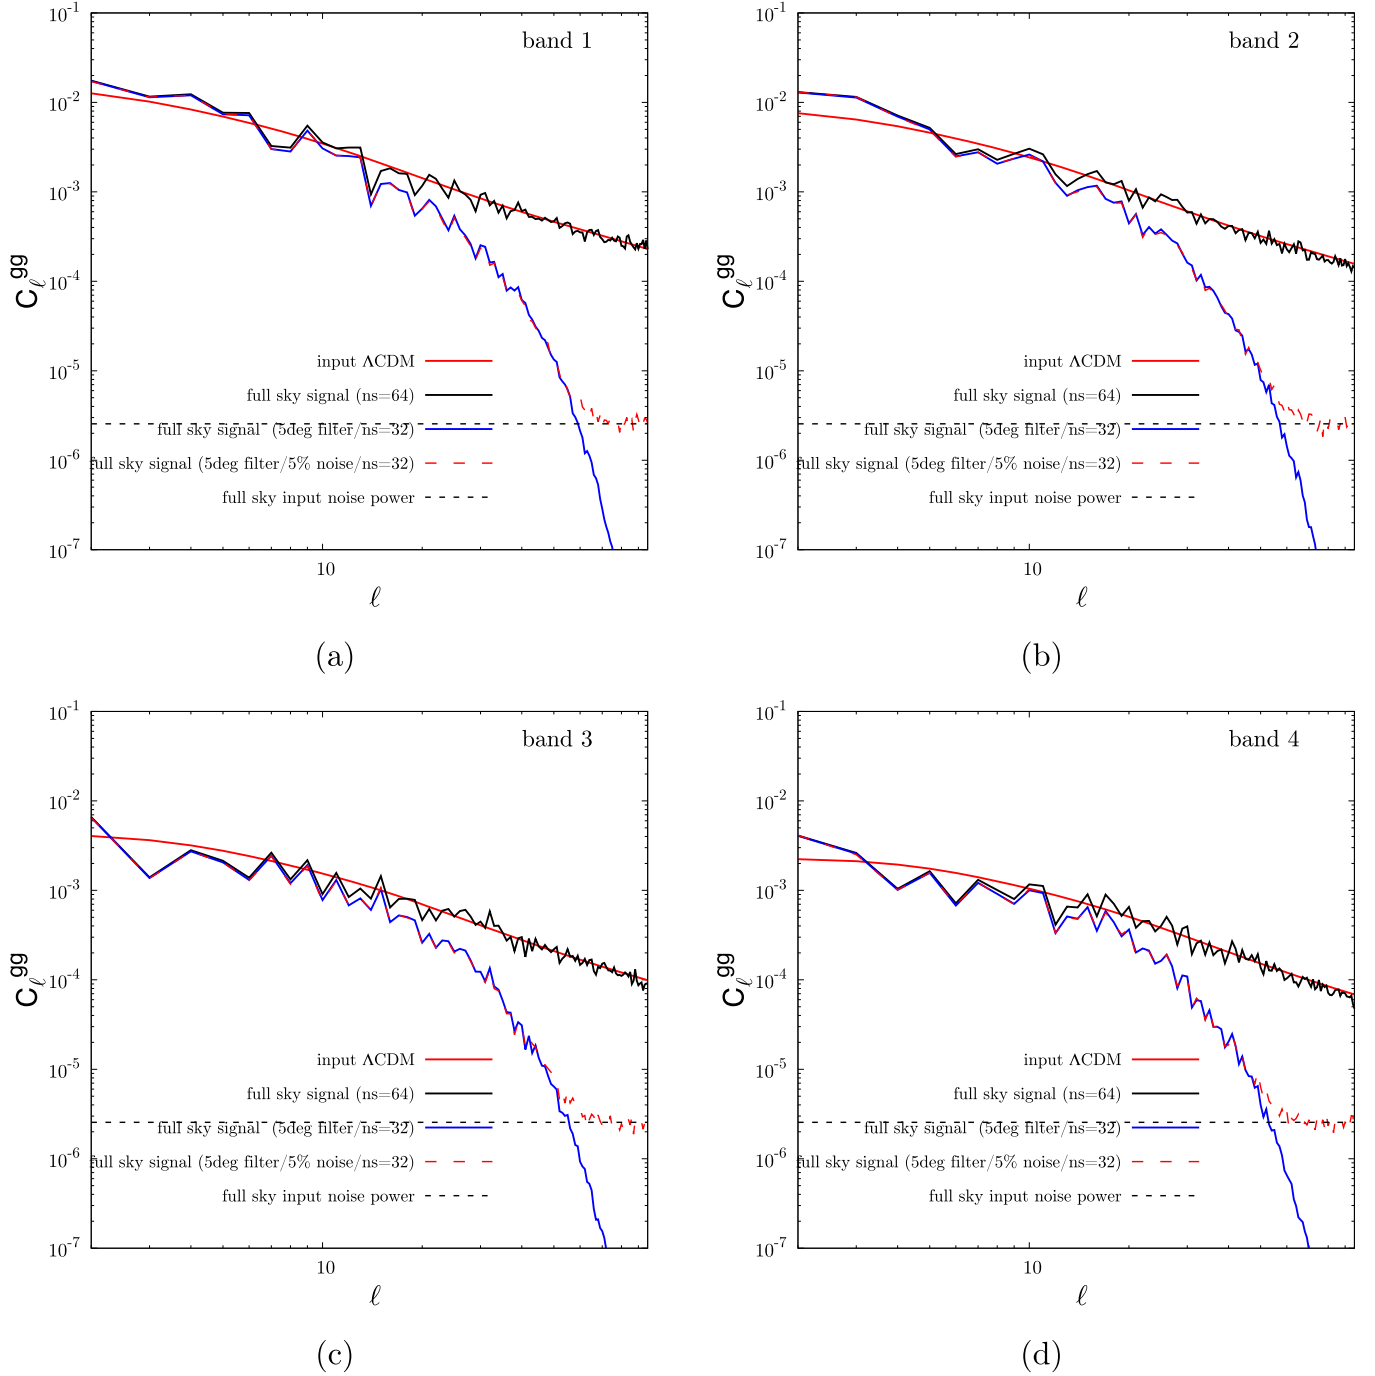 band 1
10^-1
10^-2
10^-3
10^-4
10^-5
10^-6
10^-7
C_ℓ^gg
input ΛCDM
full sky signal (ns=64)
full sky signal (5deg filter/ns=32)
full sky signal (5deg filter/5% noise/ns=32)
full sky input noise power
10
ℓ
(a)
band 2
10^-1
10^-2
10^-3
10^-4
10^-5
10^-6
10^-7
C_ℓ^gg
input ΛCDM
full sky signal (ns=64)
full sky signal (5deg filter/ns=32)
full sky signal (5deg filter/5% noise/ns=32)
full sky input noise power
10
ℓ
(b)
band 3
10^-1
10^-2
10^-3
10^-4
10^-5
10^-6
10^-7
C_ℓ^gg
input ΛCDM
full sky signal (ns=64)
full sky signal (5deg filter/ns=32)
full sky signal (5deg filter/5% noise/ns=32)
full sky input noise power
10
ℓ
(c)
band 4
10^-1
10^-2
10^-3
10^-4
10^-5
10^-6
10^-7
C_ℓ^gg
input ΛCDM
full sky signal (ns=64)
full sky signal (5deg filter/ns=32)
full sky signal (5deg filter/5% noise/ns=32)
full sky input noise power
10
ℓ
(d)